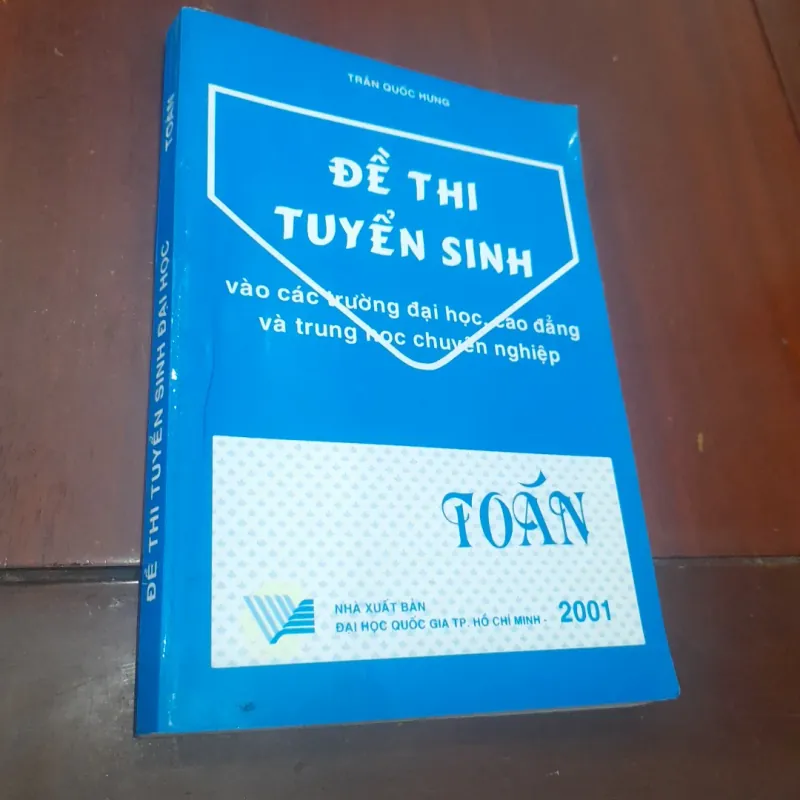 TRẦN QUỐC HƯNG
ĐỀ THI
TUYỂN SINH
vào các trường đại học, cao đẳng
và trung học chuyên nghiệp
TOÁN
NHÀ XUẤT BẢN
ĐẠI HỌC QUỐC GIA TP. HỒ CHÍ MINH - 2001
ĐỀ THI TUYỂN SINH ĐẠI HỌC TOÁN